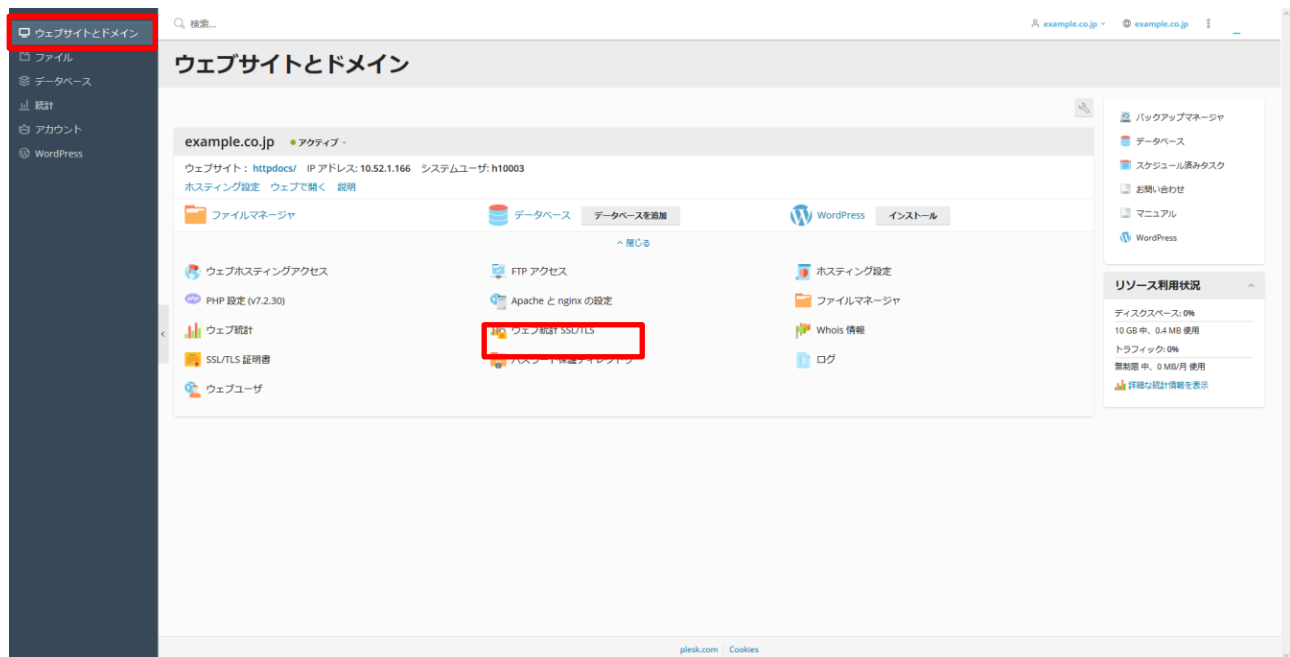 ウェブサイトとドメイン
ファイル
データベース
統計
アカウント
WordPress
検索...
example.co.jp
example.co.jp
ウェブサイトとドメイン
example.co.jp アクティブ
ウェブサイト : httpdocs/ IP アドレス: 10.52.1.166 システムユーザ: h10003
ホスティング設定 ウェブで開く 説明
ファイルマネージャ データベース データベースを追加 WordPress インストール
閉じる
ウェブホスティングアクセス FTP アクセス ホスティング設定
PHP 設定 (v7.2.30) Apache と nginx の設定 ファイルマネージャ
ウェブ統計 ウェブ統計 SSL/TLS Whois 情報
SSL/TLS 証明書 パスワード保護ディレクトリ ログ
ウェブユーザ
バックアップマネージャ
データベース
スケジュール済みタスク
お問い合わせ
マニュアル
WordPress
リソース利用状況
ディスクスペース: 0%
10 GB 中、0.4 MB 使用
トラフィック: 0%
無制限 中、0 MB/月 使用
詳細な統計情報を表示
plesk.com Cookies